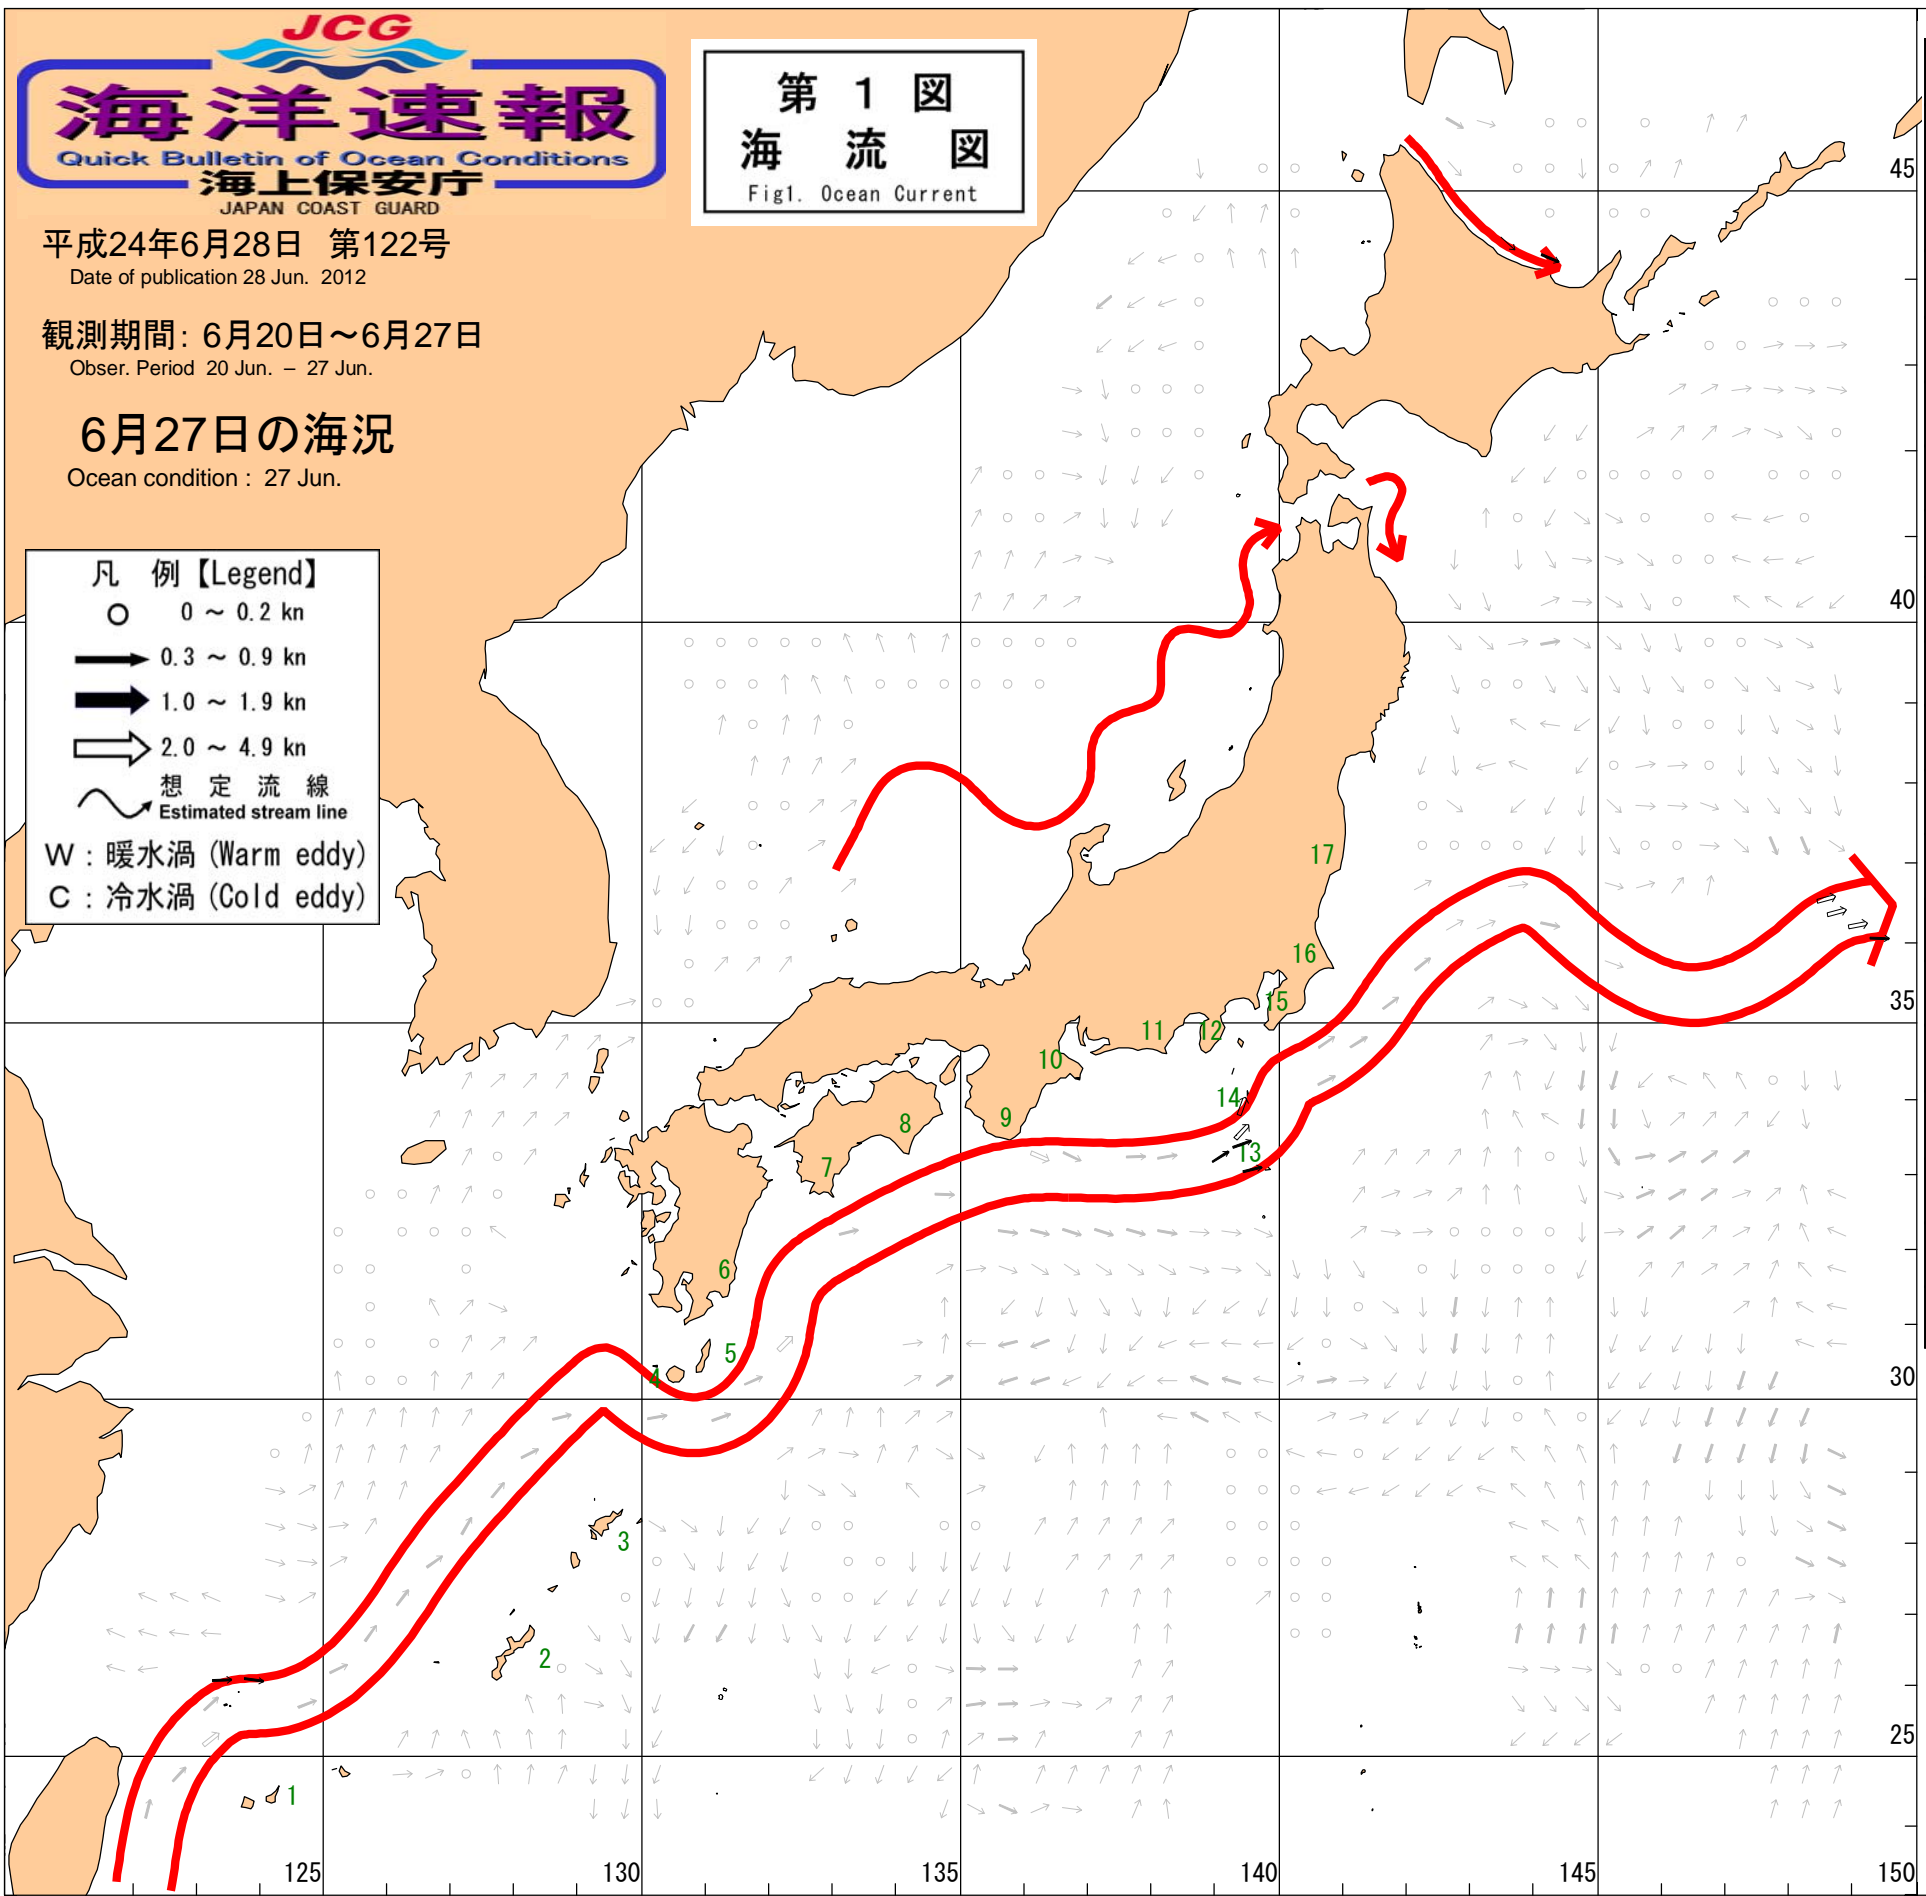 JCG
海洋速報
Quick Bulletin of Ocean Conditions
海上保安庁
JAPAN COAST GUARD
第 1 図
海 流 図
Fig1. Ocean Current
平成24年6月28日 第122号
Date of publication 28 Jun. 2012
観測期間: 6月20日～6月27日
Obser. Period 20 Jun. – 27 Jun.
6月27日の海況
Ocean condition : 27 Jun.
凡 例【Legend】
0 ～ 0.2 kn
0.3 ～ 0.9 kn
1.0 ～ 1.9 kn
2.0 ～ 4.9 kn
想 定 流 線
Estimated stream line
W : 暖水渦 (Warm eddy)
C : 冷水渦 (Cold eddy)
45
40
17
16
35
15
12
11
10
14
9
8
13
7
6
5
4
30
3
2
25
1
125
130
135
140
145
150